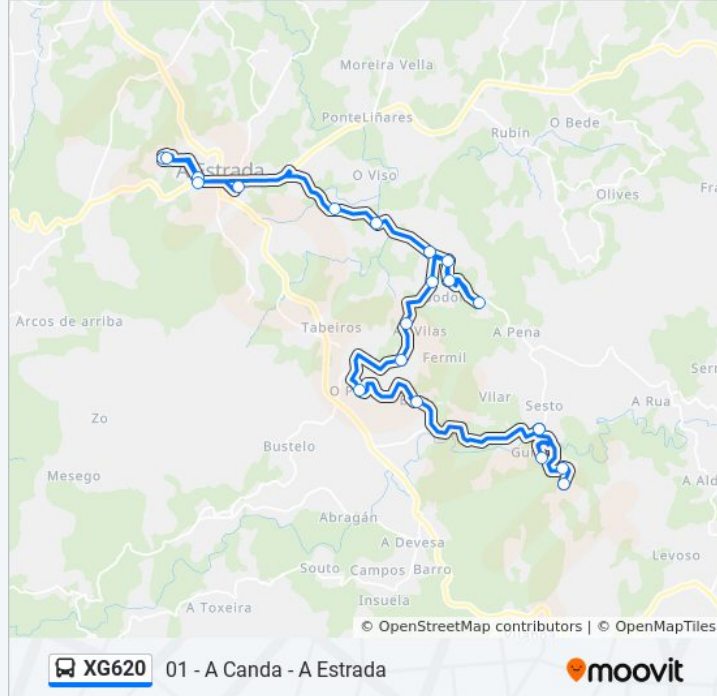 Moreira Vella
PonteLiñares
O Bede
Rubín
A Estrada
O Viso
Olives
Arcos de arriba
Tabeiros
A Pena
Fermil
A Rua
Vilar
Sesto
Zo
Bustelo
Mesego
Abragán
A Devesa
Levoso
Souto
Campos
Barro
Insuela
A Toxeira
© OpenStreetMap contributors | © OpenMapTiles
XG620
01 - A Canda - A Estrada
moovit